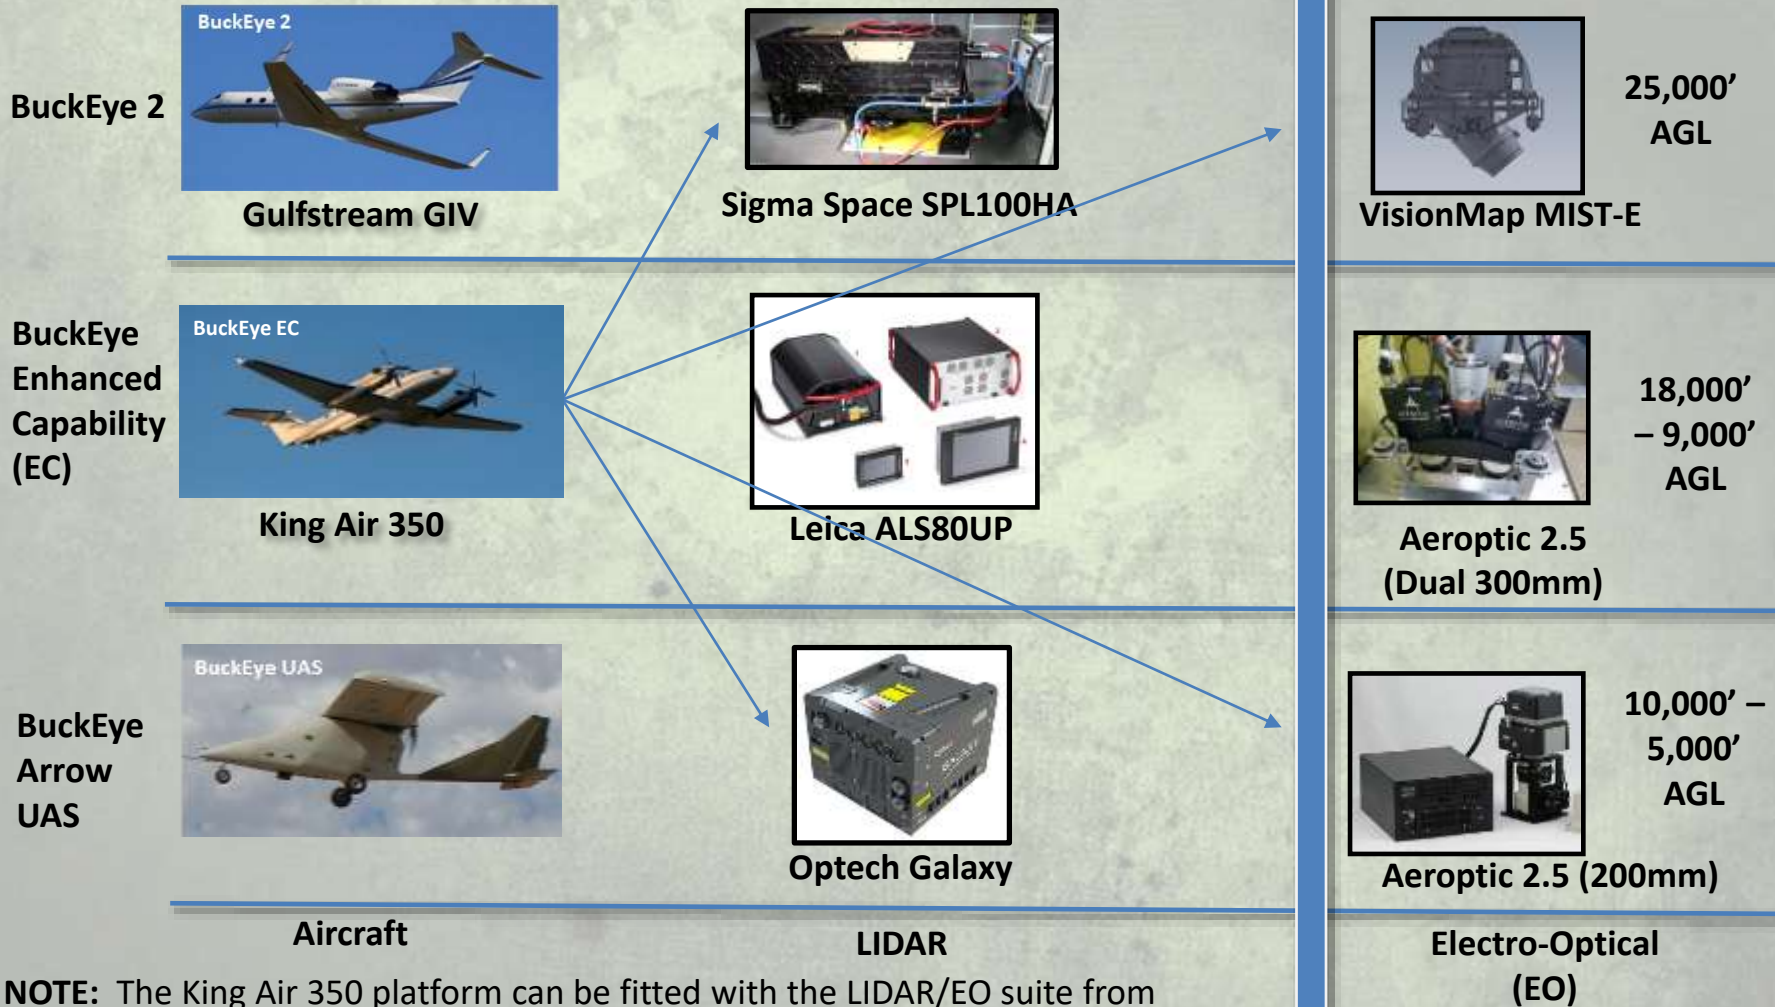 BuckEye 2
BuckEye 2
Gulfstream GIV
Sigma Space SPL100HA
VisionMap MIST-E
25,000’
AGL
BuckEye
Enhanced
Capability
(EC)
BuckEye EC
King Air 350
Leica ALS80UP
Aeroptic 2.5
(Dual 300mm)
18,000’
– 9,000’
AGL
BuckEye
Arrow
UAS
BuckEye UAS
Optech Galaxy
Aeroptic 2.5 (200mm)
10,000’ –
5,000’
AGL
Aircraft
LIDAR
Electro-Optical
(EO)
NOTE: The King Air 350 platform can be fitted with the LIDAR/EO suite from